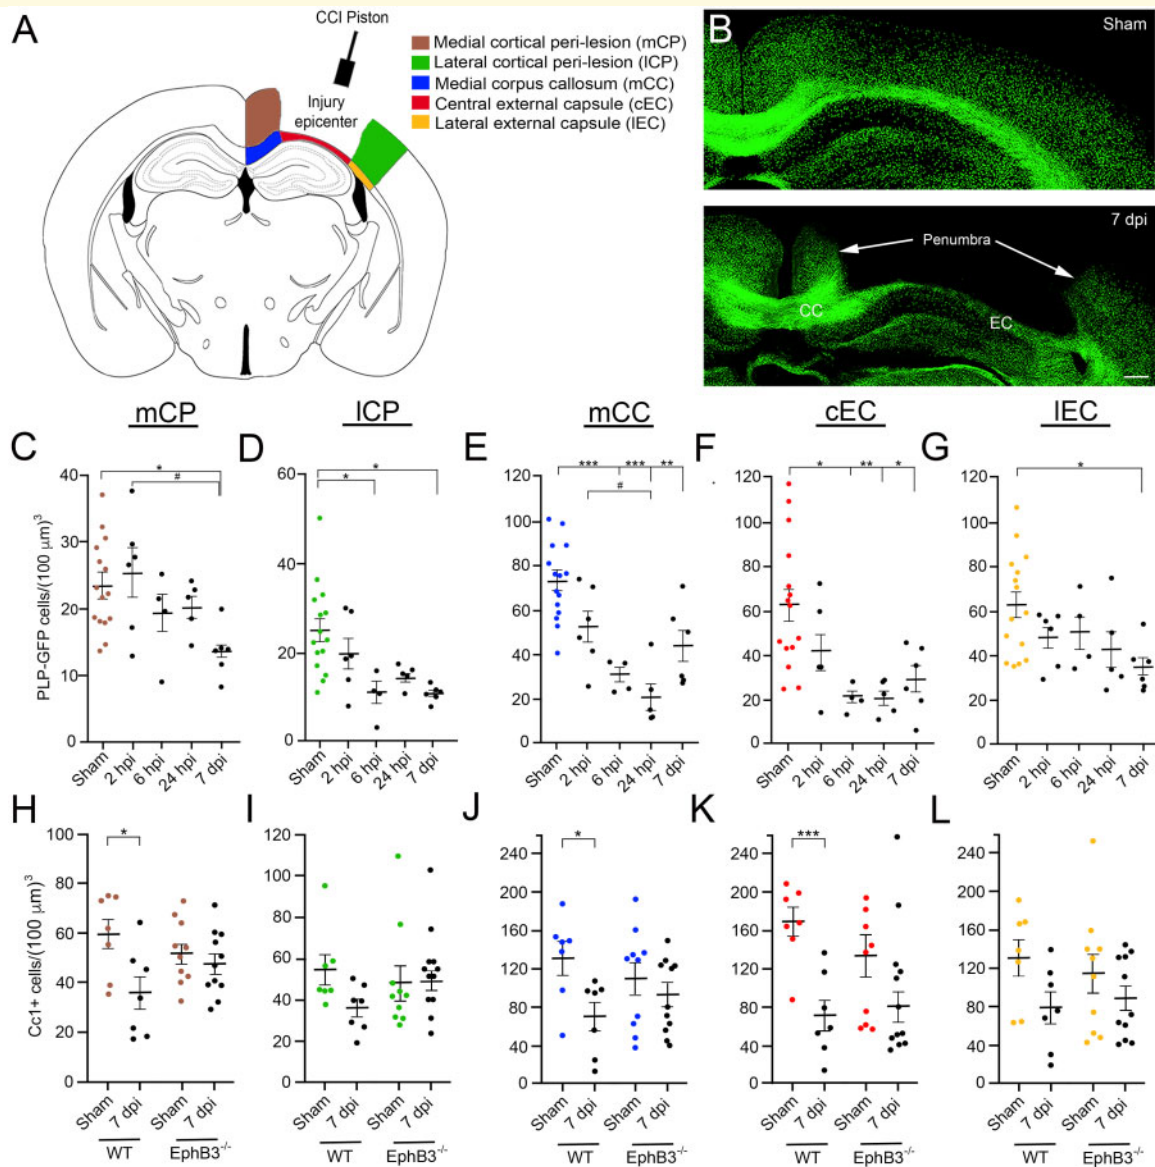 A
CCI Piston
Injury
epicenter
Medial cortical peri-lesion (mCP)
Lateral cortical peri-lesion (lCP)
Medial corpus callosum (mCC)
Central external capsule (cEC)
Lateral external capsule (lEC)
B
Sham
7 dpi
Penumbra
CC
EC
mCP
lCP
mCC
cEC
lEC
C
D
E
F
G
PLP-GFP cells/(100 µm)³
40
30
20
10
0
* #
Sham 2 hpi 6 hpi 24 hpi 7 dpi
60
40
20
0
* *
Sham 2 hpi 6 hpi 24 hpi 7 dpi
120
100
80
60
40
20
0
*** *** **
#
Sham 2 hpi 6 hpi 24 hpi 7 dpi
120
100
80
60
40
20
0
* ** *
Sham 2 hpi 6 hpi 24 hpi 7 dpi
120
100
80
60
40
20
0
*
Sham 2 hpi 6 hpi 24 hpi 7 dpi
H
I
J
K
L
Cc1+ cells/(100 µm)³
100
80
60
40
20
0
*
Sham 7 dpi Sham 7 dpi
WT EphB3⁻/⁻
120
100
80
60
40
20
0
Sham 7 dpi Sham 7 dpi
WT EphB3⁻/⁻
240
200
160
120
80
40
0
*
Sham 7 dpi Sham 7 dpi
WT EphB3⁻/⁻
240
200
160
120
80
40
0
***
Sham 7 dpi Sham 7 dpi
WT EphB3⁻/⁻
240
200
160
120
80
40
0
Sham 7 dpi Sham 7 dpi
WT EphB3⁻/⁻